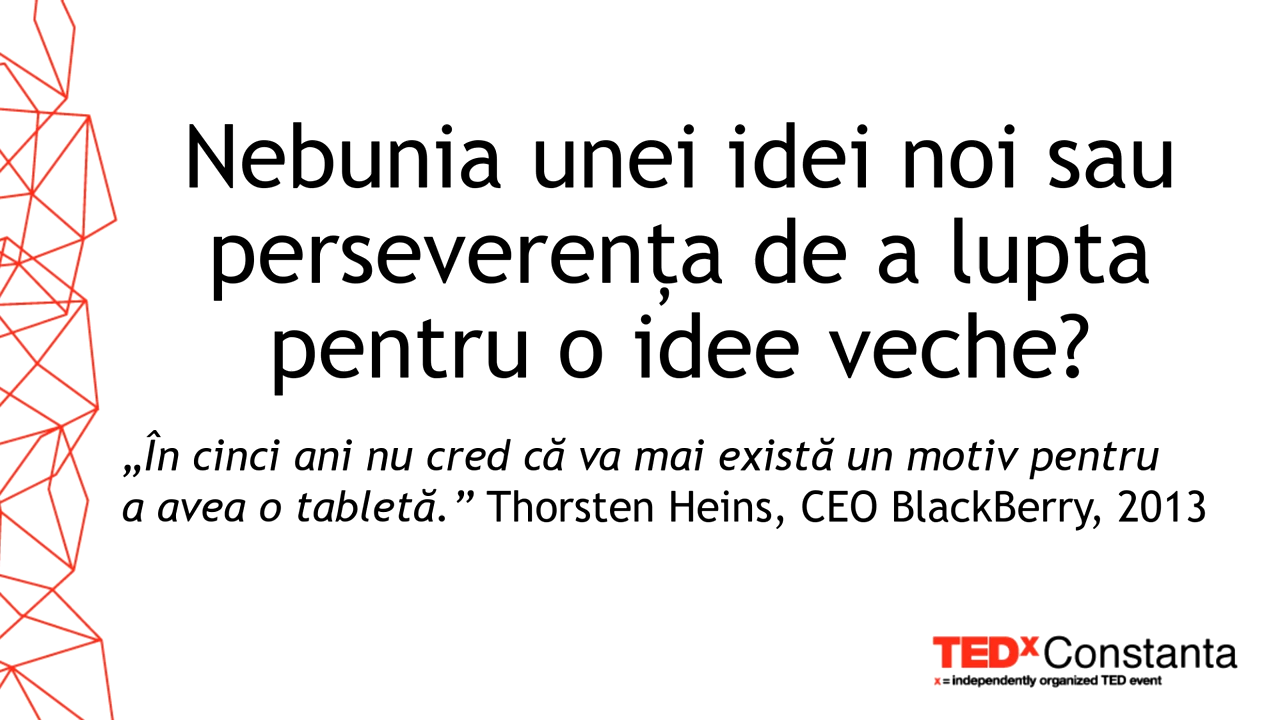 Nebunia unei idei noi sau
perseverența de a lupta
pentru o idee veche?
„În cinci ani nu cred că va mai există un motiv pentru
a avea o tabletă.” Thorsten Heins, CEO BlackBerry, 2013
TEDx Constanta
x = independently organized TED event